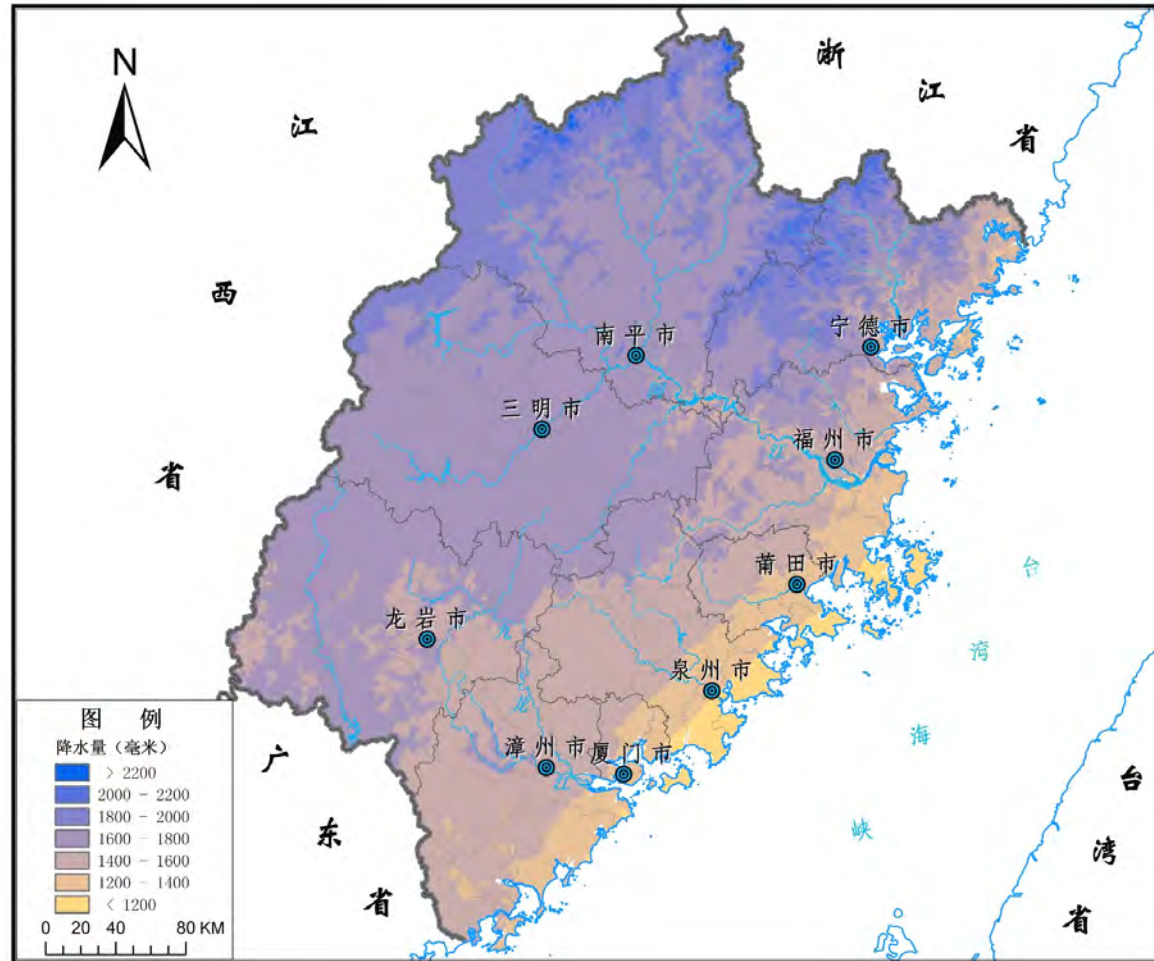 N
浙
江
省
江
西
省
南平市
宁德市
三明市
福州市
莆田市
龙岩市
泉州市
漳州市
厦门市
江
台
湾
海
峡
广
东
省
台
湾
省
图 例
降水量（毫米）
> 2200
2000 - 2200
1800 - 2000
1600 - 1800
1400 - 1600
1200 - 1400
< 1200
0 20 40 80 KM